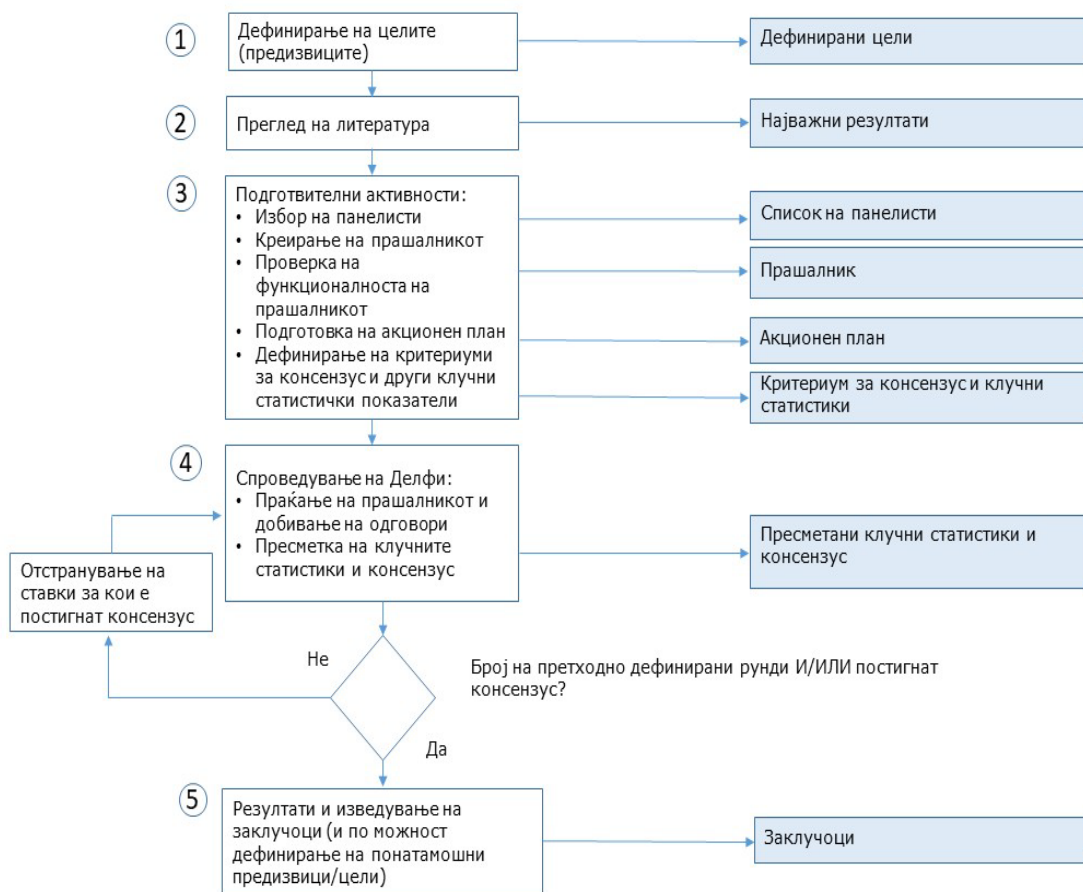 1
Дефинирање на целите
(предизвиците)
Дефинирани цели
2
Преглед на литература
Најважни резултати
3
Подготвителни активности:
• Избор на панелисти
• Креирање на прашалникот
• Проверка на
функционалноста на
прашалникот
• Подготовка на акционен план
• Дефинирање на критериуми
за консензус и други клучни
статистички показатели
Список на панелисти
Прашалник
Акционен план
Критериум за консензус и клучни
статистики
4
Спроведување на Делфи:
• Праќање на прашалникот и
добивање на одговори
• Пресметка на клучните
статистики и консензус
Пресметани клучни статистики и
консензус
Отстранување на
ставки за кои е
постигнат консензус
Не
Број на претходно дефинирани рунди И/ИЛИ постигнат
консензус?
Да
5
Резултати и изведување на
заклучоци (и по можност
дефинирање на понатамошни
предизвици/цели)
Заклучоци